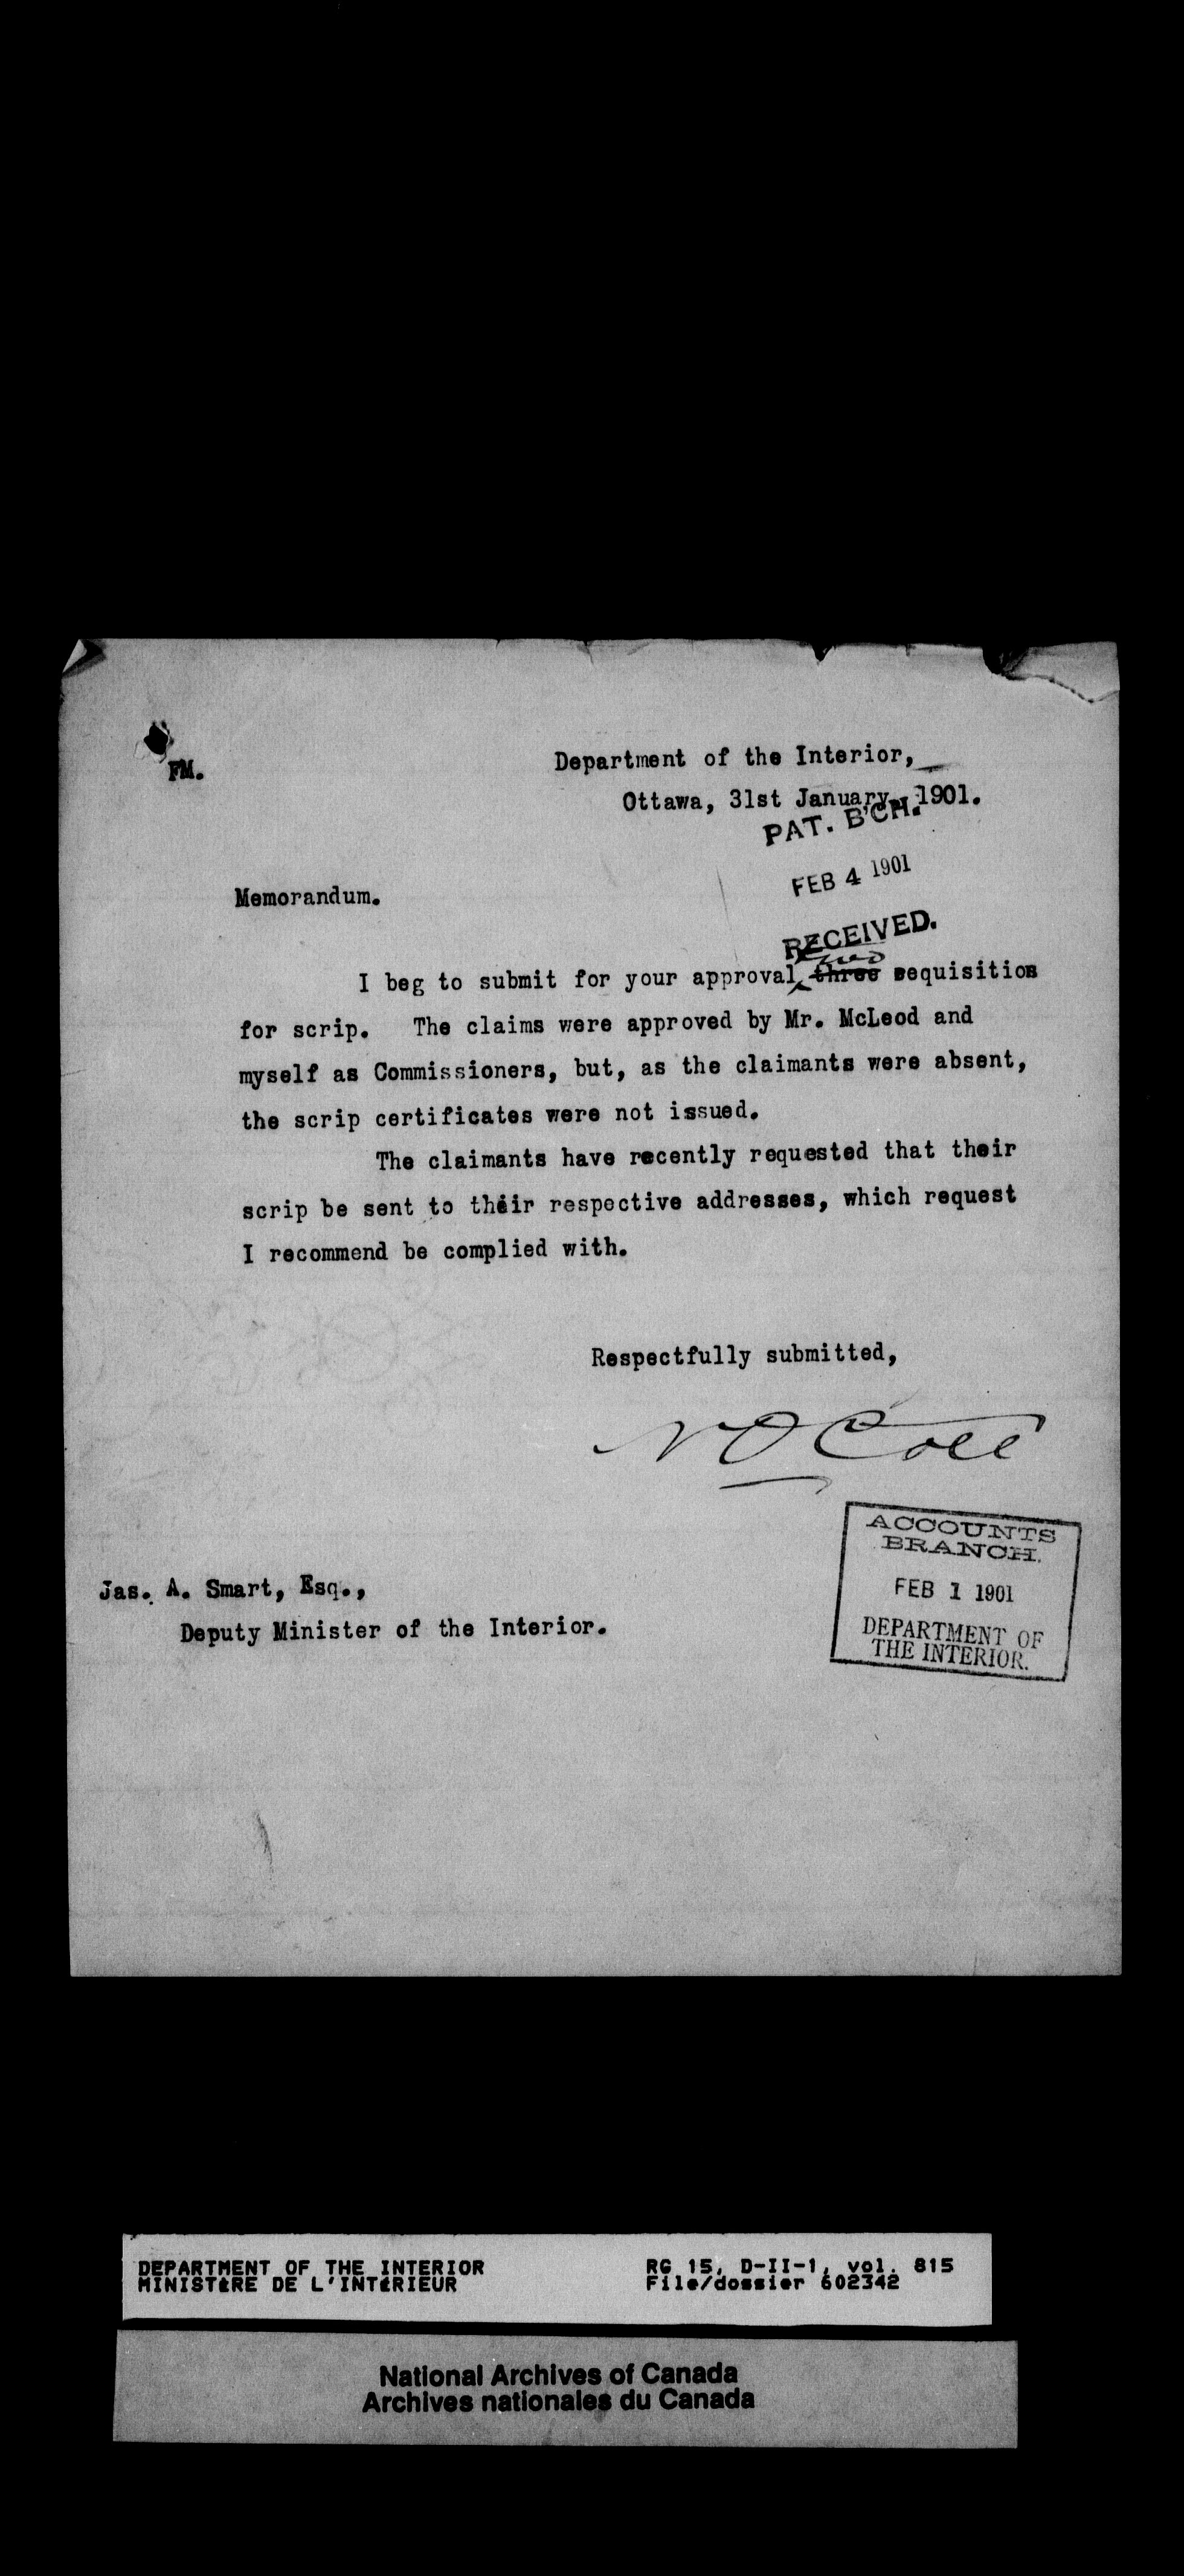 FM.
Department of the Interior,
Ottawa, 31st January, 1901.
PAT. B'CH.
FEB 4 1901
RECEIVED.
Memorandum.
two
I beg to submit for your approval, three requisition
for scrip. The claims were approved by Mr. McLeod and
myself as Commissioners, but, as the claimants were absent,
the scrip certificates were not issued.
The claimants have recently requested that their
scrip be sent to their respective addresses, which request
I recommend be complied with.
Respectfully submitted,
N O Coté
ACCOUNTS
BRANCH.
FEB 1 1901
DEPARTMENT OF
THE INTERIOR.
Jas. A. Smart, Esq.,
Deputy Minister of the Interior.
DEPARTMENT OF THE INTERIOR
MINISTÈRE DE L'INTÉRIEUR
RG 15, D-II-1, vol. 815
File/dossier 602342
National Archives of Canada
Archives nationales du Canada